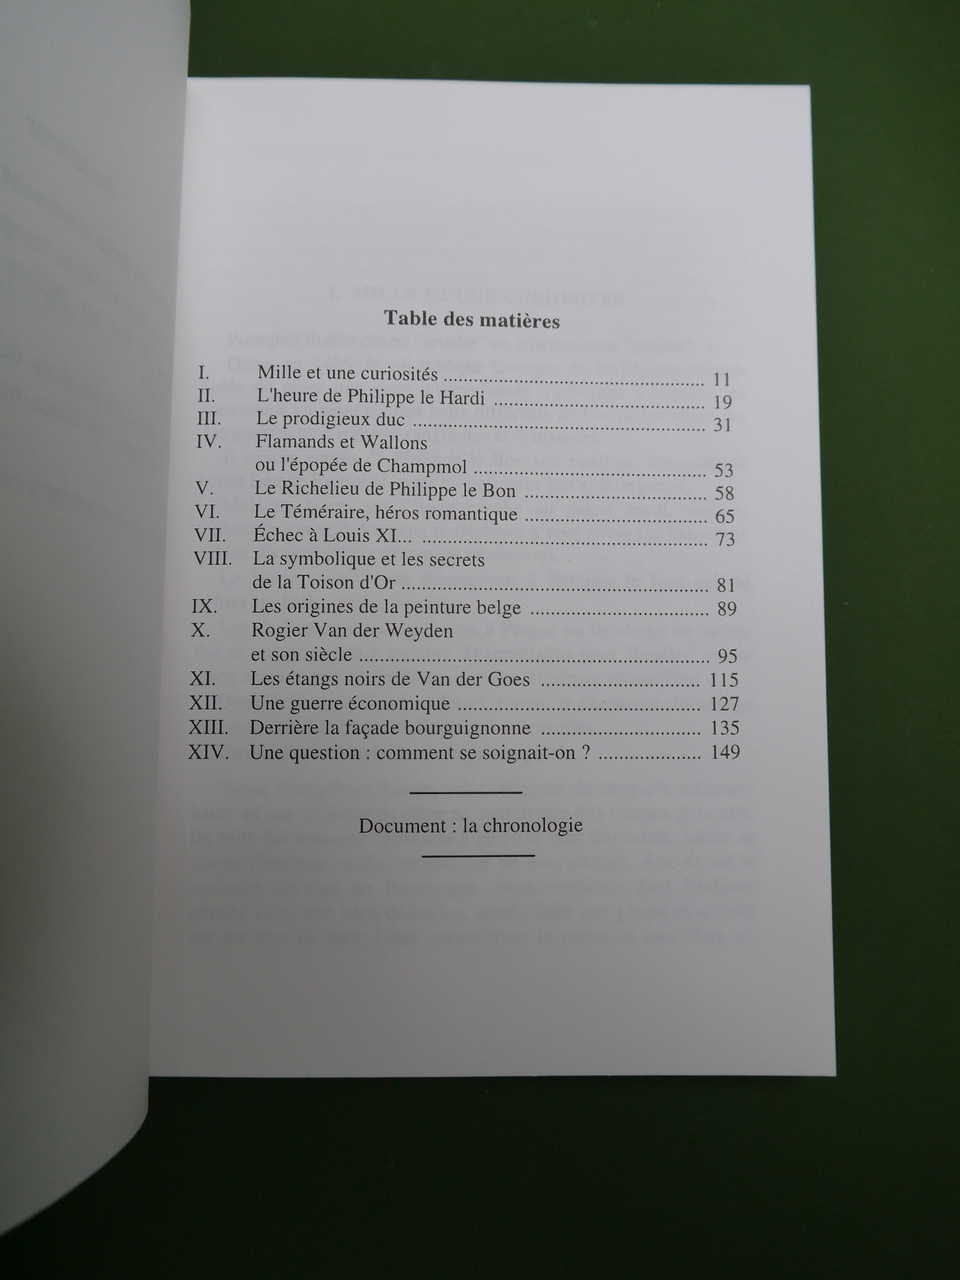 Table des matières
I. Mille et une curiosités ............................................... 11
II. L'heure de Philippe le Hardi ...................................... 19
III. Le prodigieux duc ..................................................... 31
IV. Flamands et Wallons
ou l'épopée de Champmol .......................................... 53
V. Le Richelieu de Philippe le Bon ................................. 58
VI. Le Téméraire, héros romantique ................................. 65
VII. Échec à Louis XI... .................................................... 73
VIII. La symbolique et les secrets
de la Toison d'Or ....................................................... 81
IX. Les origines de la peinture belge ................................ 89
X. Rogier Van der Weyden
et son siècle ................................................................ 95
XI. Les étangs noirs de Van der Goes ............................. 115
XII. Une guerre économique ............................................ 127
XIII. Derrière la façade bourguignonne ............................. 135
XIV. Une question : comment se soignait-on ? ................... 149
Document : la chronologie